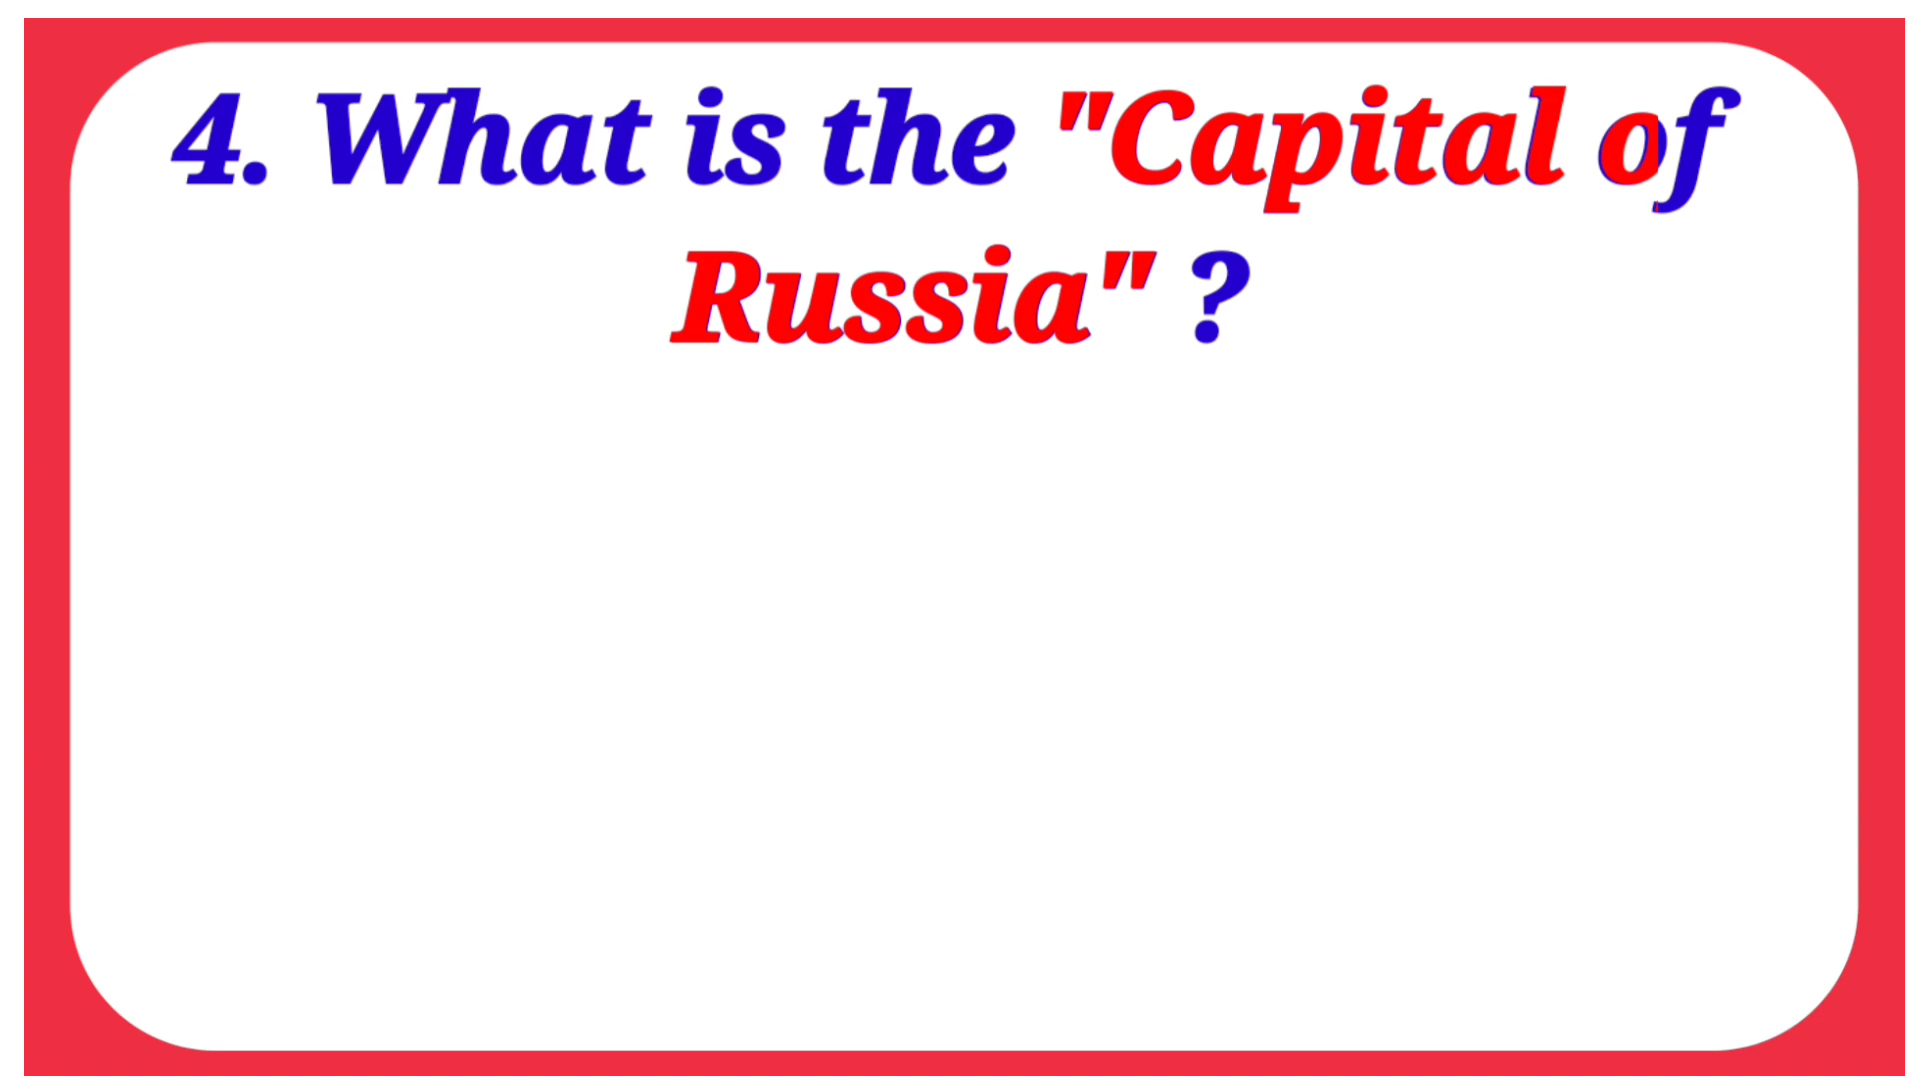 4. What is the "Capital of
Russia" ?